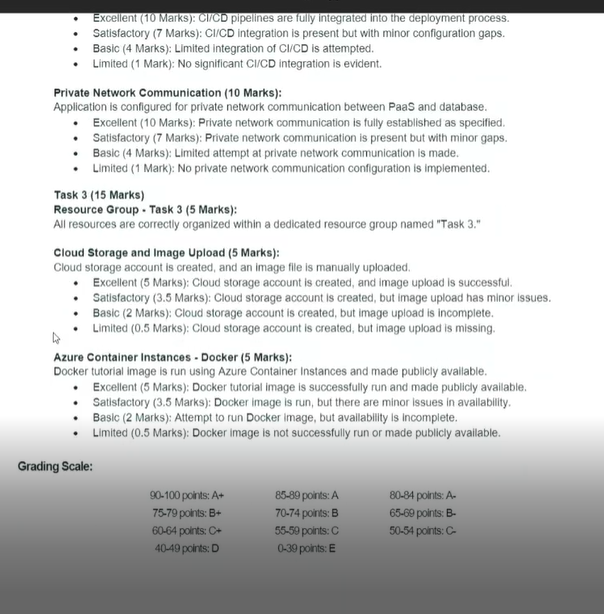 Excellent (10 Marks): CI/CD pipelines are fully integrated into the deployment process.
Satisfactory (7 Marks): CI/CD integration is present but with minor configuration gaps.
Basic (4 Marks): Limited integration of CI/CD is attempted.
Limited (1 Mark): No significant CI/CD integration is evident.
Private Network Communication (10 Marks):
Application is configured for private network communication between PaaS and database.
Excellent (10 Marks): Private network communication is fully established as specified.
Satisfactory (7 Marks): Private network communication is present but with minor gaps.
Basic (4 Marks): Limited attempt at private network communication is made.
Limited (1 Mark): No private network communication configuration is implemented.
Task 3 (15 Marks)
Resource Group - Task 3 (5 Marks):
All resources are correctly organized within a dedicated resource group named "Task 3."
Cloud Storage and Image Upload (5 Marks):
Cloud storage account is created, and an image file is manually uploaded.
Excellent (5 Marks): Cloud storage account is created, and image upload is successful.
Satisfactory (3.5 Marks): Cloud storage account is created, but image upload has minor issues.
Basic (2 Marks): Cloud storage account is created, but image upload is incomplete.
Limited (0.5 Marks): Cloud storage account is created, but image upload is missing.
Azure Container Instances - Docker (5 Marks):
Docker tutorial image is run using Azure Container Instances and made publicly available.
Excellent (5 Marks): Docker tutorial image is successfully run and made publicly available.
Satisfactory (3.5 Marks): Docker image is run, but there are minor issues in availability.
Basic (2 Marks): Attempt to run Docker image, but availability is incomplete.
Limited (0.5 Marks): Docker image is not successfully run or made publicly available.
Grading Scale:
90-100 points: A+ 85-89 points: A 80-84 points: A-
75-79 points: B+ 70-74 points: B 65-69 points: B-
60-64 points: C+ 55-59 points: C 50-54 points: C-
40-49 points: D 0-39 points: E